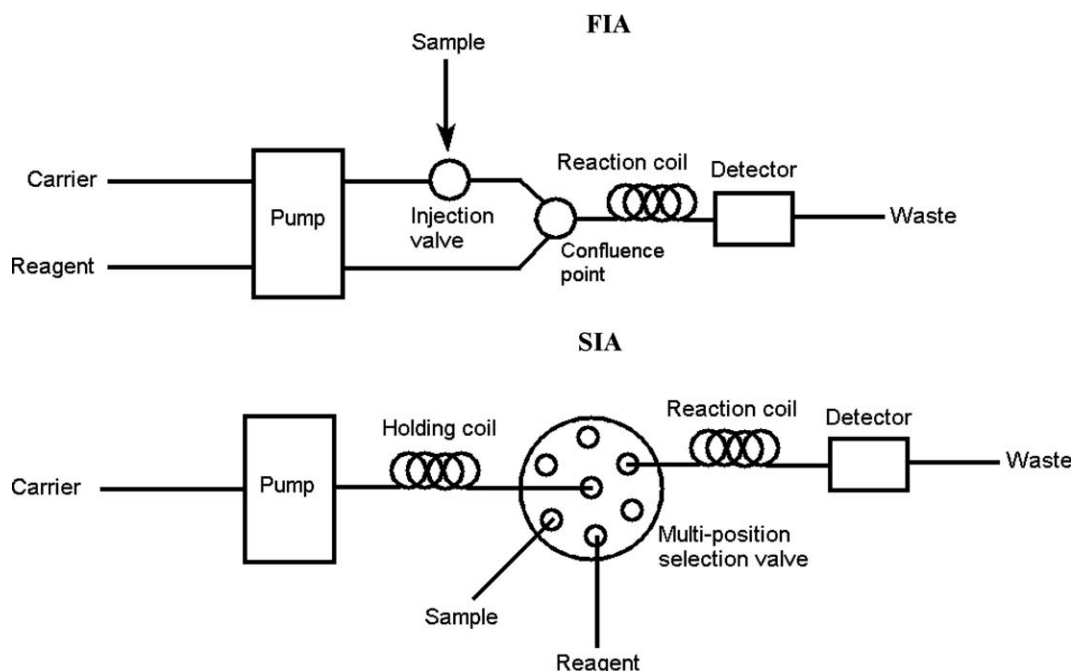 FIA
Sample
Carrier
Pump
Injection
valve
Reagent
Confluence
point
Reaction coil
Detector
Waste
SIA
Carrier
Pump
Holding coil
Multi-position
selection valve
Sample
Reagent
Reaction coil
Detector
Waste